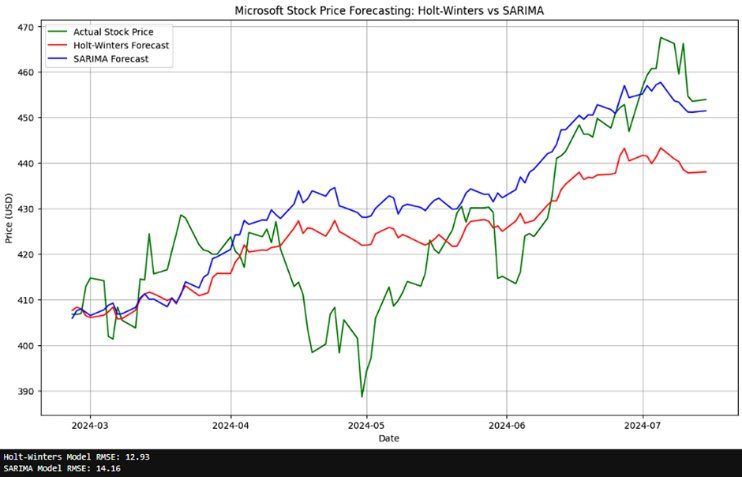 Microsoft Stock Price Forecasting: Holt-Winters vs SARIMA
Actual Stock Price
Holt-Winters Forecast
SARIMA Forecast
470
460
450
440
430
420
410
400
390
Price (USD)
2024-03
2024-04
2024-05
2024-06
2024-07
Date
Holt-Winters Model RMSE: 12.93
SARIMA Model RMSE: 14.16